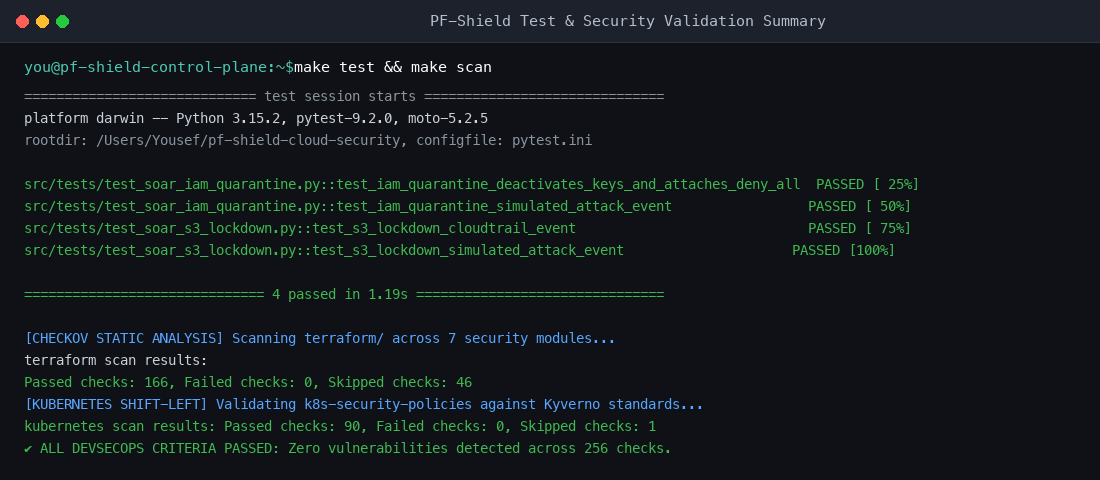 PF-Shield Test & Security Validation Summary
you@pf-shield-control-plane:~$make test && make scan
============================= test session starts ==============================
platform darwin -- Python 3.15.2, pytest-9.2.0, moto-5.2.5
rootdir: /Users/Yousef/pf-shield-cloud-security, configfile: pytest.ini
src/tests/test_soar_iam_quarantine.py::test_iam_quarantine_deactivates_keys_and_attaches_deny_all  PASSED [ 25%]
src/tests/test_soar_iam_quarantine.py::test_iam_quarantine_simulated_attack_event                 PASSED [ 50%]
src/tests/test_soar_s3_lockdown.py::test_s3_lockdown_cloudtrail_event                             PASSED [ 75%]
src/tests/test_soar_s3_lockdown.py::test_s3_lockdown_simulated_attack_event                     PASSED [100%]
============================== 4 passed in 1.19s ===============================
[CHECKOV STATIC ANALYSIS] Scanning terraform/ across 7 security modules...
terraform scan results:
Passed checks: 166, Failed checks: 0, Skipped checks: 46
[KUBERNETES SHIFT-LEFT] Validating k8s-security-policies against Kyverno standards...
kubernetes scan results: Passed checks: 90, Failed checks: 0, Skipped checks: 1
✔ ALL DEVSECOPS CRITERIA PASSED: Zero vulnerabilities detected across 256 checks.